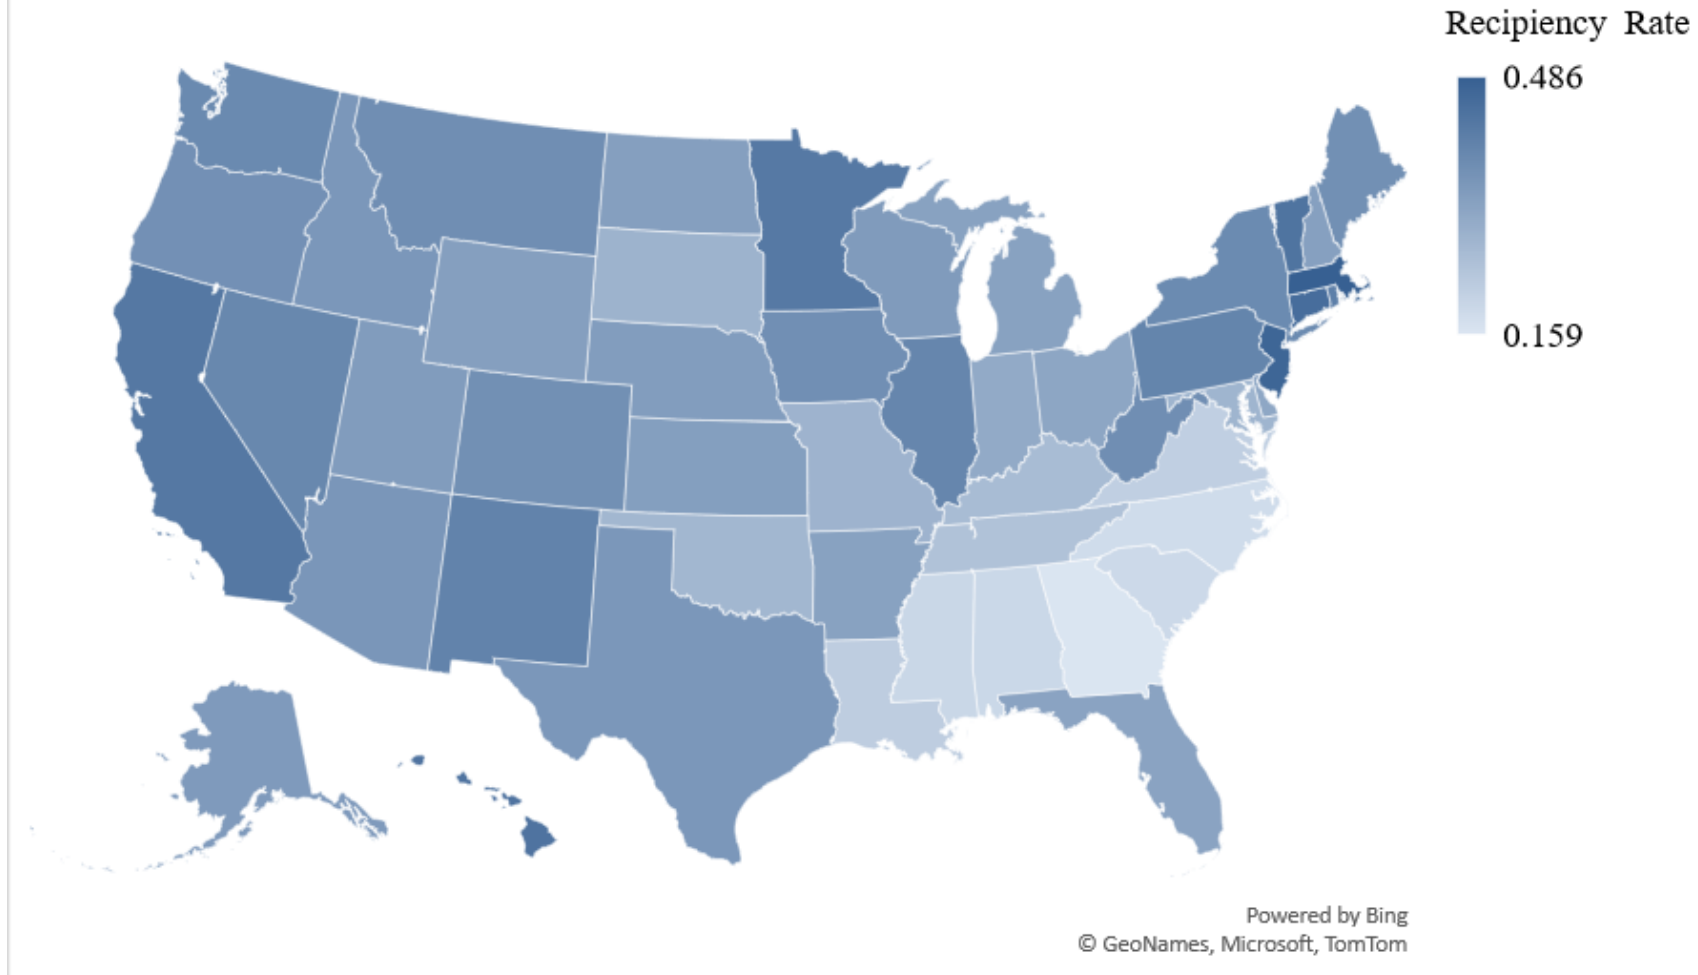 Recipiency Rate
0.486
0.159
Powered by Bing
© GeoNames, Microsoft, TomTom